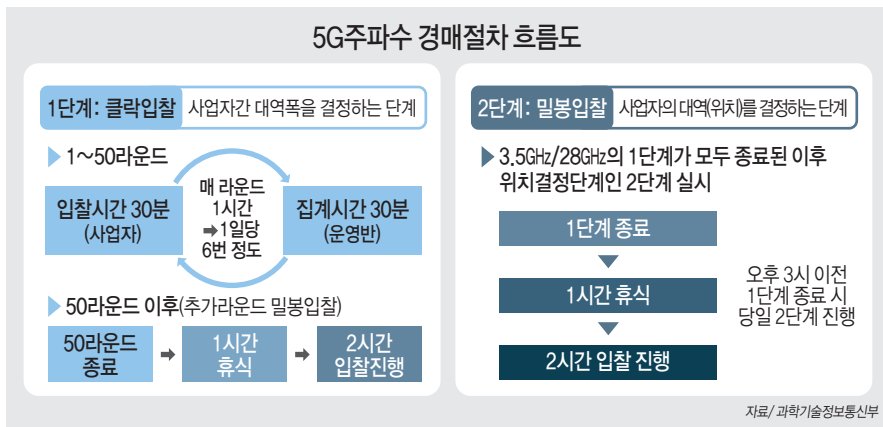 5G주파수 경매절차 흐름도
1단계: 클락입찰 사업자간 대역폭을 결정하는 단계
▶ 1~50라운드
입찰시간 30분
(사업자)
매 라운드
1시간
➡1일당
6번 정도
집계시간 30분
(운영반)
▶ 50라운드 이후(추가라운드 밀봉입찰)
50라운드
종료
➡
1시간
휴식
➡
2시간
입찰진행
2단계: 밀봉입찰 사업자의 대역(위치)를 결정하는 단계
▶ 3.5GHz/28GHz의 1단계가 모두 종료된 이후
위치결정단계인 2단계 실시
1단계 종료
1시간 휴식
2시간 입찰 진행
오후 3시 이전
1단계 종료 시
당일 2단계 진행
자료/ 과학기술정보통신부